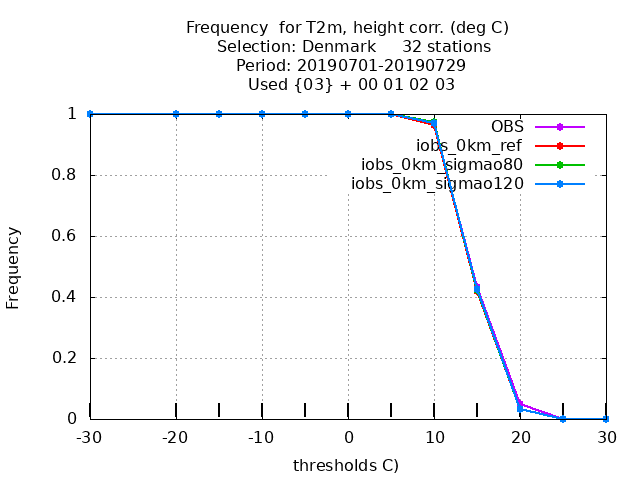 Frequency  for T2m, height corr. (deg C)
Selection: Denmark     32 stations
Period: 20190701-20190729
Used {03} + 00 01 02 03
OBS
iobs_0km_ref
iobs_0km_sigmao80
iobs_0km_sigmao120
1
0.8
0.6
0.4
0.2
0
Frequency
-30 -20 -10 0 10 20 30
thresholds C)